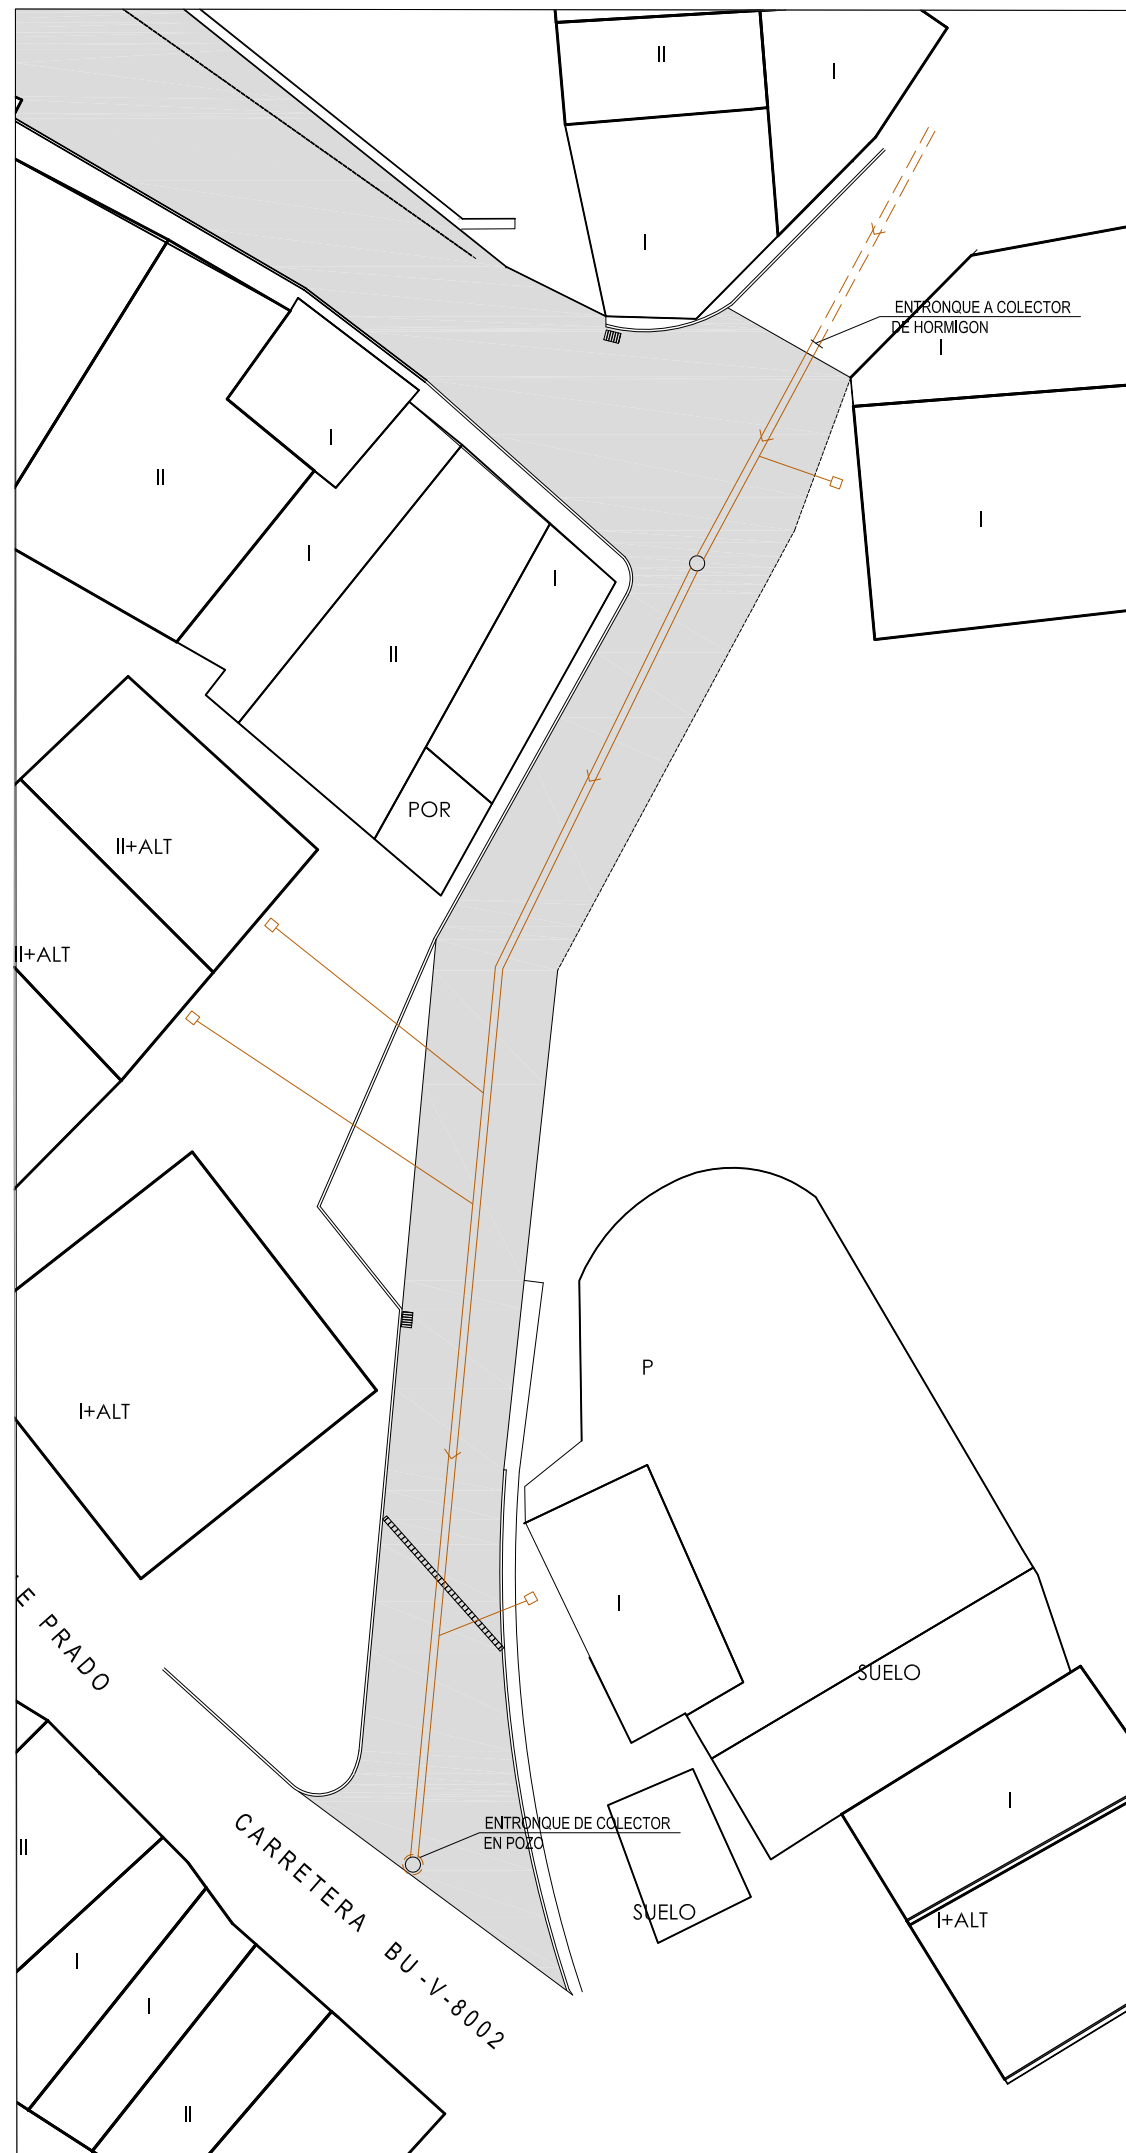 II
I
I
ENTRONQUE A COLECTOR
DE HORMIGON
I
I
II
I
I
I
II
POR
II+ALT
II+ALT
P
I+ALT
I
SUELO
E PRADO
I
ENTRONQUE DE COLECTOR
EN POZO
CARRETERA BU-V-8002
II
SUELO
I+ALT
I
I
II